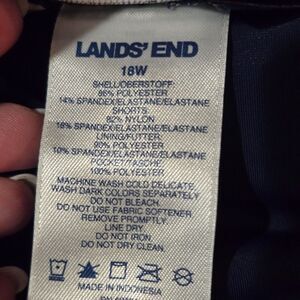 LANDS' END
18W
SHELL/OBERSTOFF
86% POLYESTER
14% SPANDEX/ELASTANE/ELASTANE
SHORTS:
82% NYLON
18% SPANDEX/ELASTANE/ELASTANE
LINING/FUTTER:
90% POLYESTER
10% SPANDEX/ELASTANE/ELASTANE
POCKET/TASCHE
100% POLYESTER
MACHINE WASH COLD DELICATE.
WASH DARK COLORS SEPARATELY
DO NOT BLEACH.
DO NOT USE FABRIC SOFTENER
REMOVE PROMPTLY.
LINE DRY.
DO NOT IRON.
DO NOT DRY CLEAN.
MADE IN INDONESIA